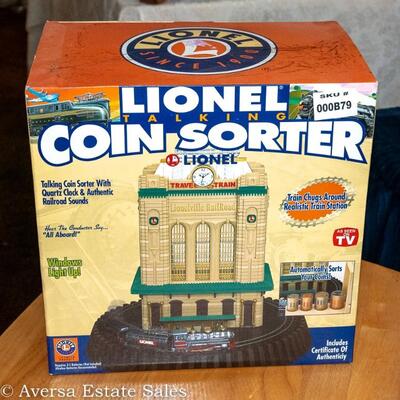 LIONEL
SINCE 1900
SKU #
000B79
LIONEL
TALKING
COIN SORTER
LIONEL
TRAVEL TRAIN
Talking Coin Sorter With
Quartz Clock & Authentic
Railroad Sounds
Hear The Conductor Say...
"All Aboard!"
Windows
Light Up!
Train Chugs Around
Realistic Train Station
AS SEEN
ON
TV
Automatically Sorts
Your Coins!
LIONEL
Includes
Certificate Of
Authenticity
© Aversa Estate Sales